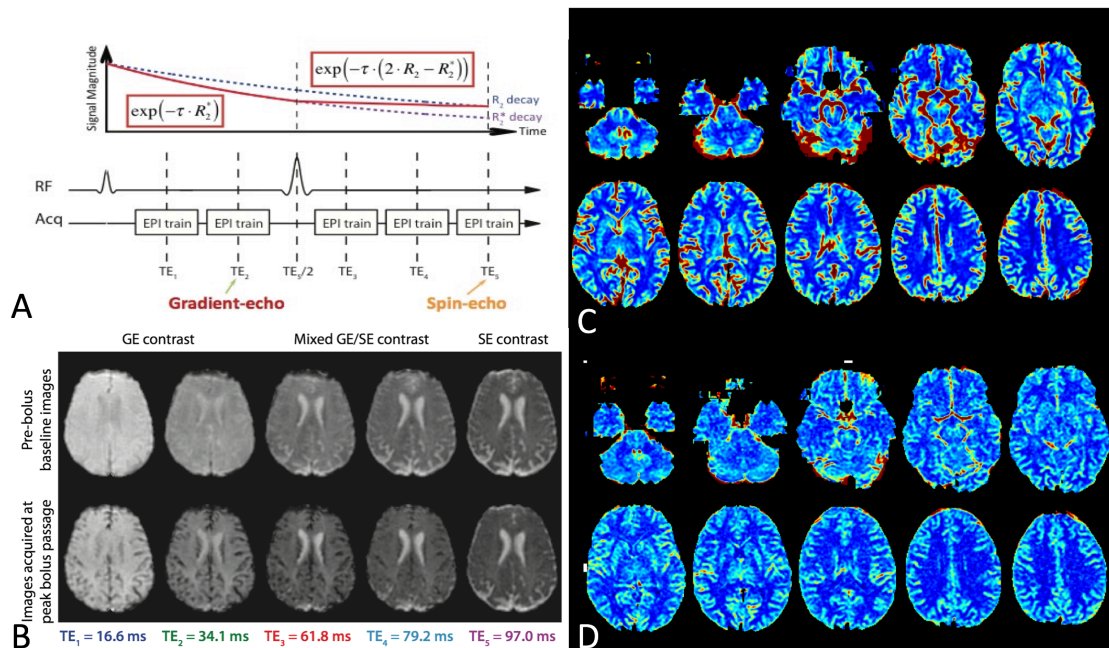 Signal Magnitude
exp(−τ·(2·R₂−R₂*))
exp(−τ·R₂*)
R₂ decay
R₂* decay
Time
RF
Acq
EPI train EPI train EPI train EPI train EPI train
TE₁ TE₂ TE₅/2 TE₃ TE₄ TE₅
Gradient-echo Spin-echo
A
GE contrast Mixed GE/SE contrast SE contrast
Pre-bolus
baseline images
Images acquired at
peak bolus passage
B
TE₁ = 16.6 ms TE₂ = 34.1 ms TE₃ = 61.8 ms TE₄ = 79.2 ms TE₅ = 97.0 ms
C
D